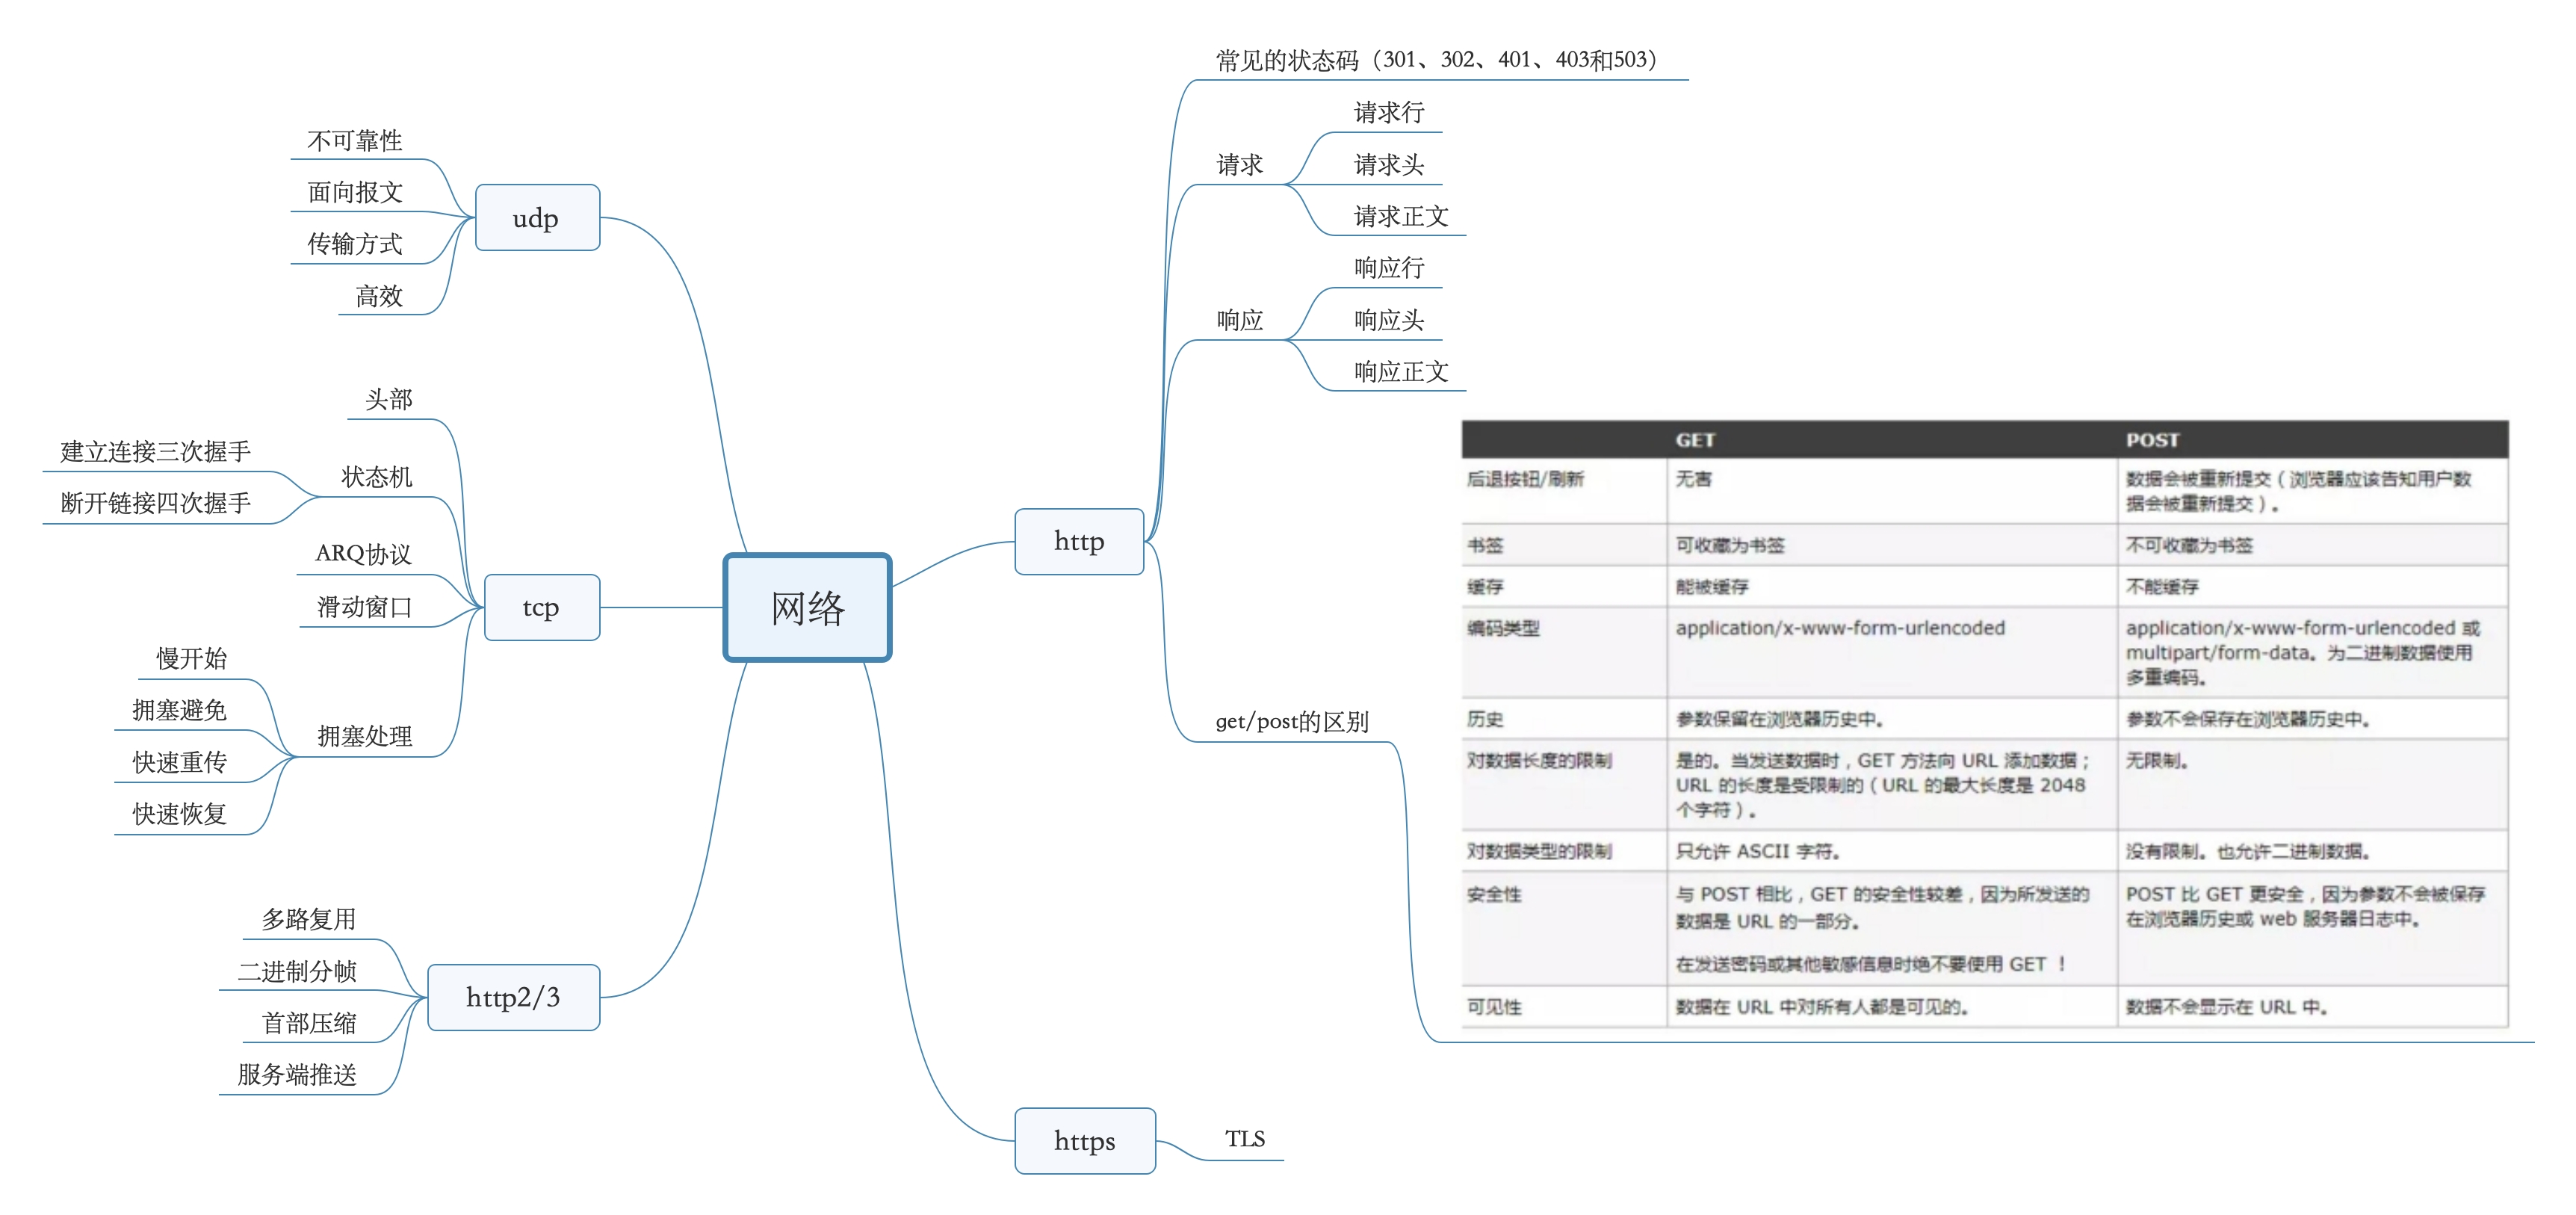 网络
udp
不可靠性
面向报文
传输方式
高效
tcp
头部
状态机
建立连接三次握手
断开链接四次握手
ARQ协议
滑动窗口
拥塞处理
慢开始
拥塞避免
快速重传
快速恢复
http2/3
多路复用
二进制分帧
首部压缩
服务端推送
http
常见的状态码（301、302、401、403和503）
请求
请求行
请求头
请求正文
响应
响应行
响应头
响应正文
get/post的区别
GET POST
后退按钮/刷新 无害 数据会被重新提交（浏览器应该告知用户数
据会被重新提交）。
书签 可收藏为书签 不可收藏为书签
缓存 能被缓存 不能缓存
编码类型 application/x-www-form-urlencoded application/x-www-form-urlencoded 或
multipart/form-data。为二进制数据使用
多重编码。
历史 参数保留在浏览器历史中。 参数不会保存在浏览器历史中。
对数据长度的限制 是的。当发送数据时，GET 方法向 URL 添加数据； 无限制。
URL 的长度是受限制的（URL 的最大长度是 2048
个字符）。
对数据类型的限制 只允许 ASCII 字符。 没有限制。也允许二进制数据。
安全性 与 POST 相比，GET 的安全性较差，因为所发送的 POST 比 GET 更安全，因为参数不会被保存
数据是 URL 的一部分。 在浏览器历史或 web 服务器日志中。
在发送密码或其他敏感信息时绝不要使用 GET ！
可见性 数据在 URL 中对所有人都是可见的。 数据不会显示在 URL 中。
https
TLS